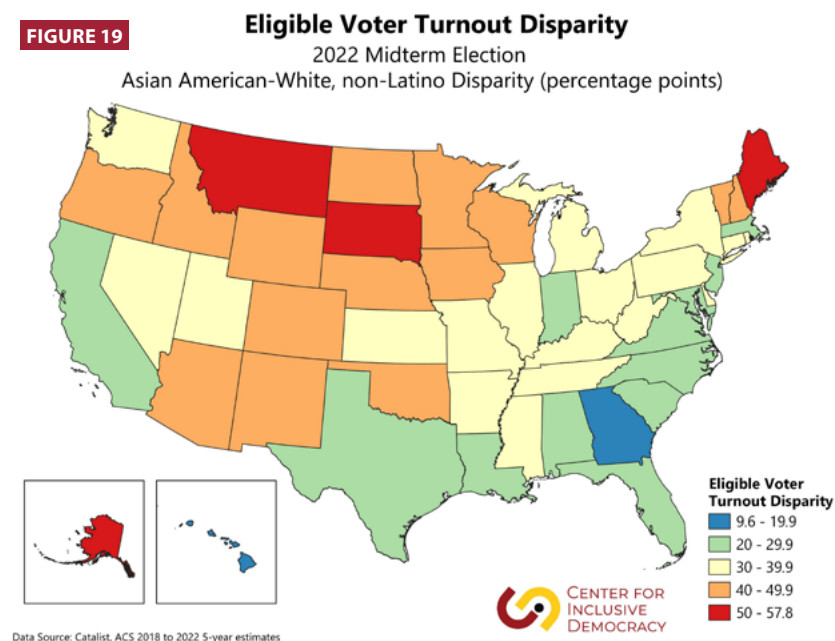 FIGURE 19
Eligible Voter Turnout Disparity
2022 Midterm Election
Asian American-White, non-Latino Disparity (percentage points)
Eligible Voter
Turnout Disparity
9.6 - 19.9
20 - 29.9
30 - 39.9
40 - 49.9
50 - 57.8
CENTER FOR
INCLUSIVE
DEMOCRACY
Data Source: Catalist, ACS 2018 to 2022 5-year estimates